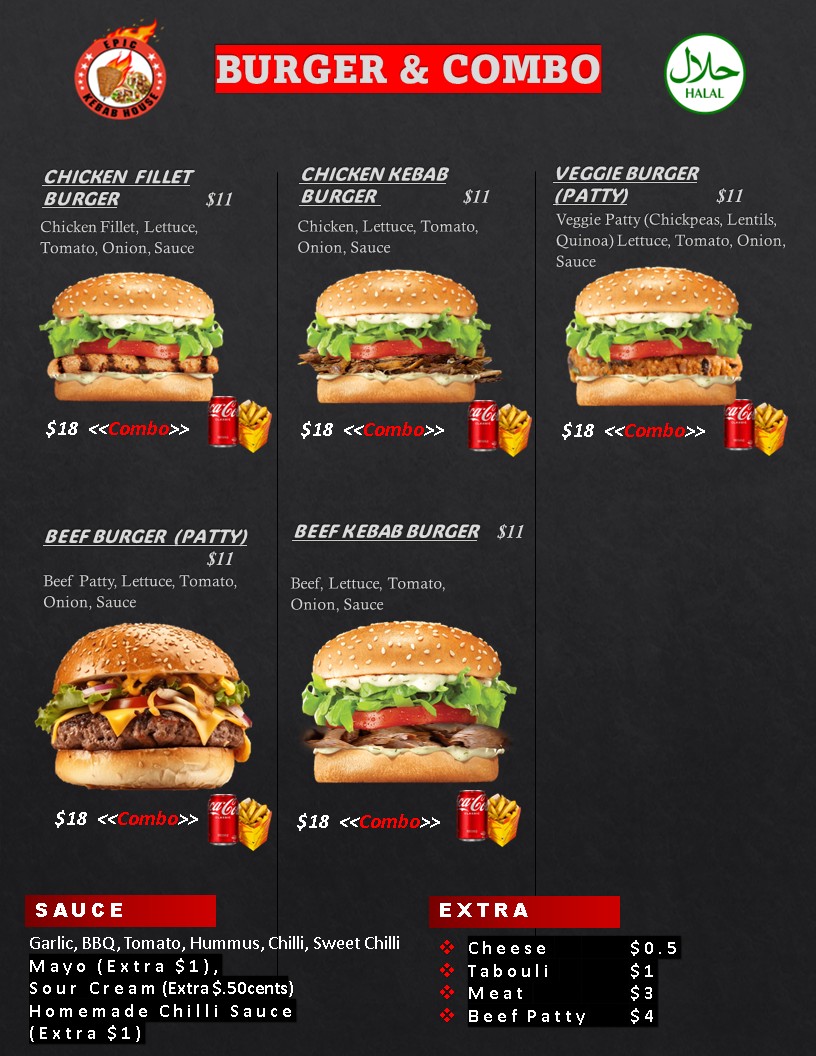 EPIC
KEBAB HOUSE
BURGER & COMBO
حلال
HALAL
CHICKEN FILLET
BURGER $11
Chicken Fillet, Lettuce,
Tomato, Onion, Sauce
$18 <<Combo>>
CHICKEN KEBAB
BURGER $11
Chicken, Lettuce, Tomato,
Onion, Sauce
$18 <<Combo>>
VEGGIE BURGER
(PATTY) $11
Veggie Patty (Chickpeas, Lentils,
Quinoa) Lettuce, Tomato, Onion,
Sauce
$18 <<Combo>>
BEEF BURGER (PATTY)
$11
Beef Patty, Lettuce, Tomato,
Onion, Sauce
$18 <<Combo>>
BEEF KEBAB BURGER $11
Beef, Lettuce, Tomato,
Onion, Sauce
$18 <<Combo>>
SAUCE
Garlic, BBQ, Tomato, Hummus, Chilli, Sweet Chilli
Mayo (Extra $1),
Sour Cream (Extra $.50cents)
Homemade Chilli Sauce
(Extra $1)
EXTRA
Cheese $0.5
Tabouli $1
Meat $3
Beef Patty $4